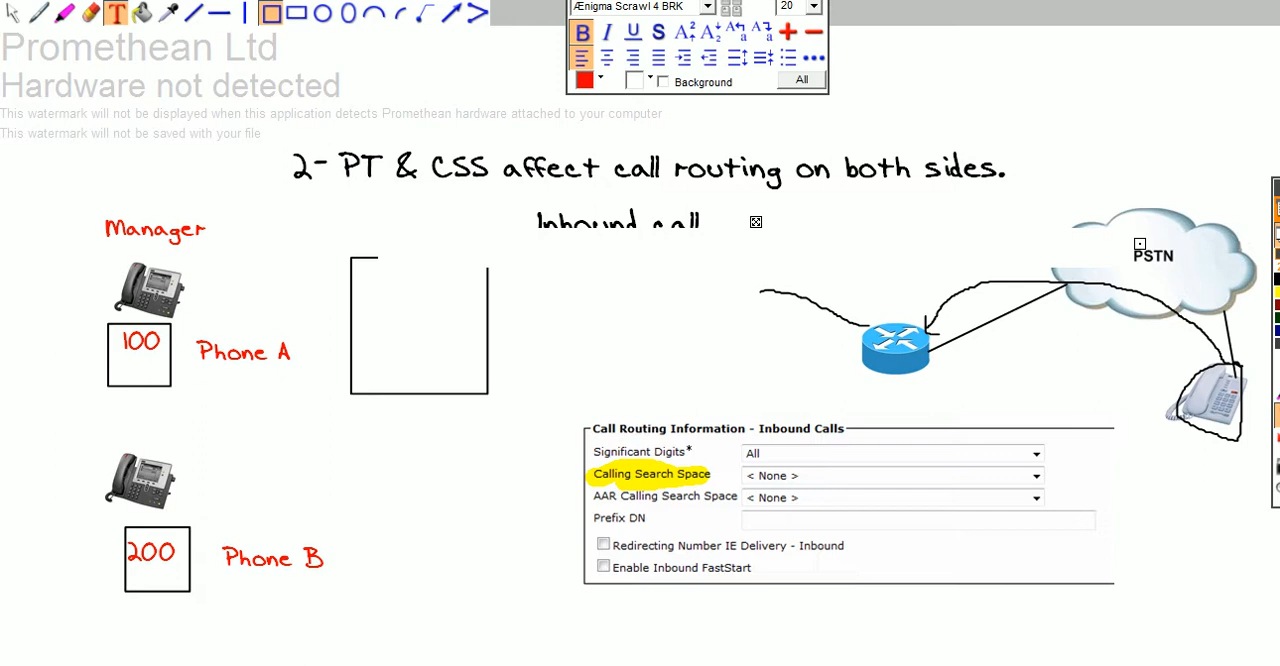 Ænigma Scrawl 4 BRK
20
B I U S
Background
All
Promethean Ltd
Hardware not detected
This watermark will not be displayed when this application detects Promethean hardware attached to your computer
This watermark will not be saved with your file
2- PT & CSS affect call routing on both sides.
Inbound call
Manager
PSTN
100
Phone A
Call Routing Information - Inbound Calls
Significant Digits*
All
Calling Search Space
< None >
AAR Calling Search Space
< None >
Prefix DN
Redirecting Number IE Delivery - Inbound
Enable Inbound FastStart
200
Phone B